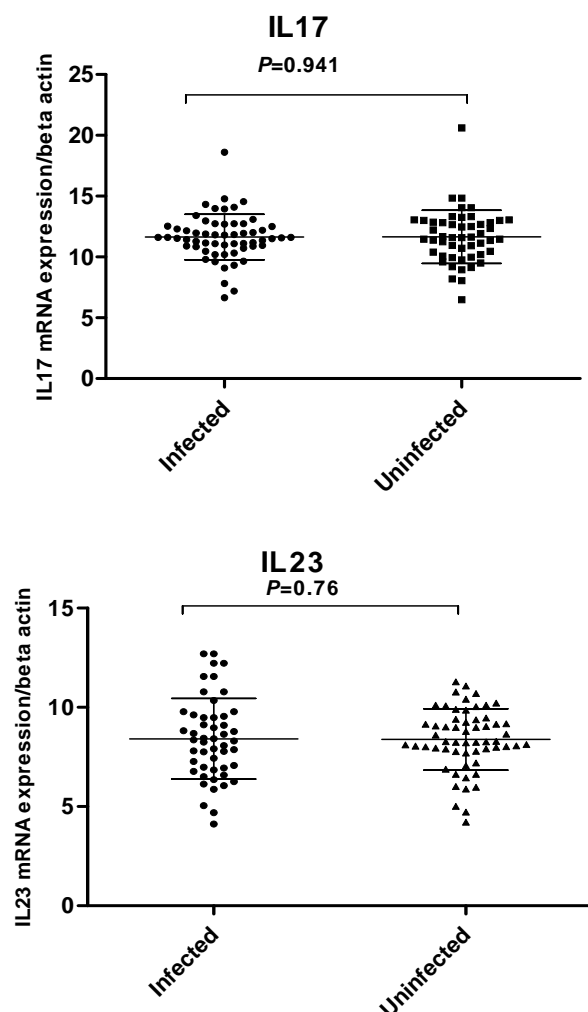 IL17
P=0.941
IL17 mRNA expression/beta actin
25
20
15
10
5
0
Infected
Uninfected
IL23
P=0.76
IL23 mRNA expression/beta actin
15
10
5
0
Infected
Uninfected